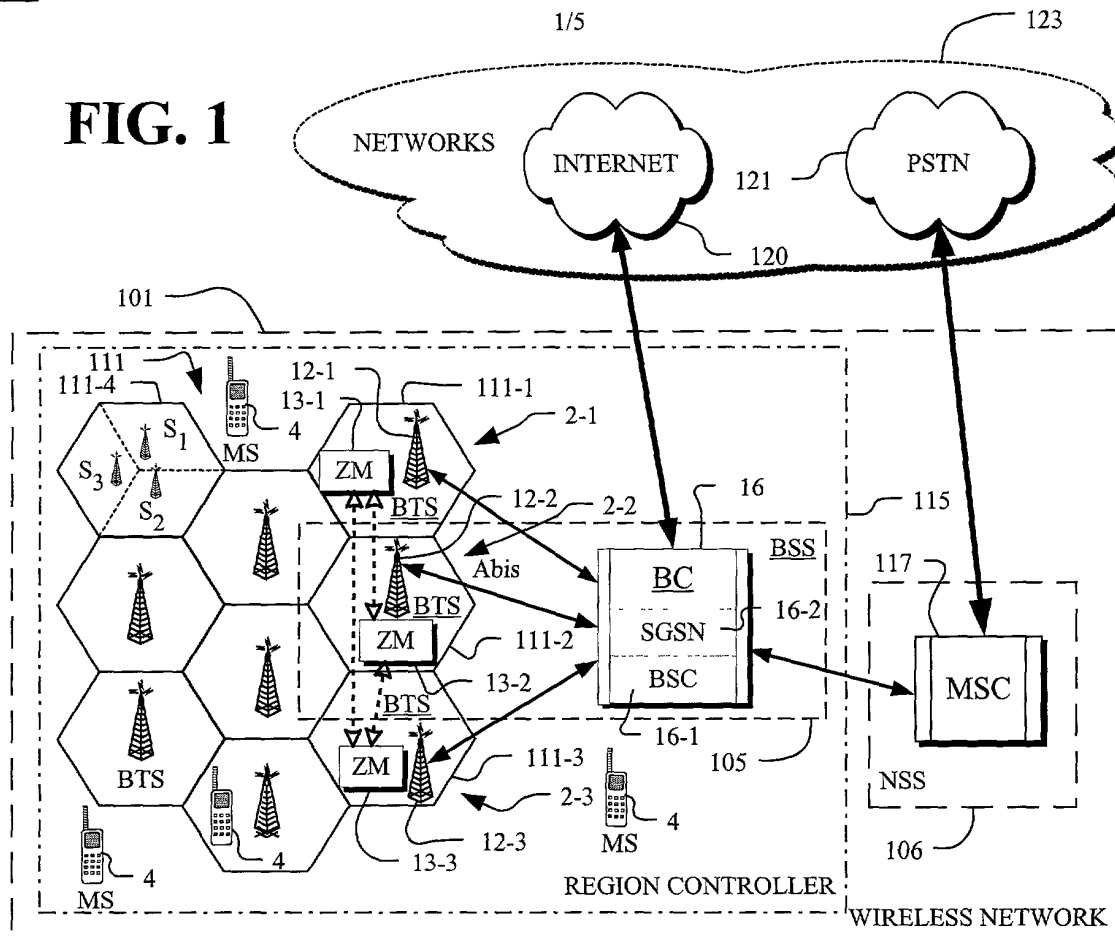 1/5
123
FIG. 1
NETWORKS
INTERNET
121
PSTN
120
101
111
111-4
12-1
13-1
111-1
2-1
4
MS
S1
S3
S2
ZM
BTS
12-2
2-2
16
115
BSS
Abis
BC
117
BTS
SGSN
16-2
ZM
111-2
BSC
MSC
13-2
BTS
16-1
ZM
111-3
105
NSS
BTS
4
2-3
4
106
4
13-3
12-3
MS
MS
REGION CONTROLLER
WIRELESS NETWORK